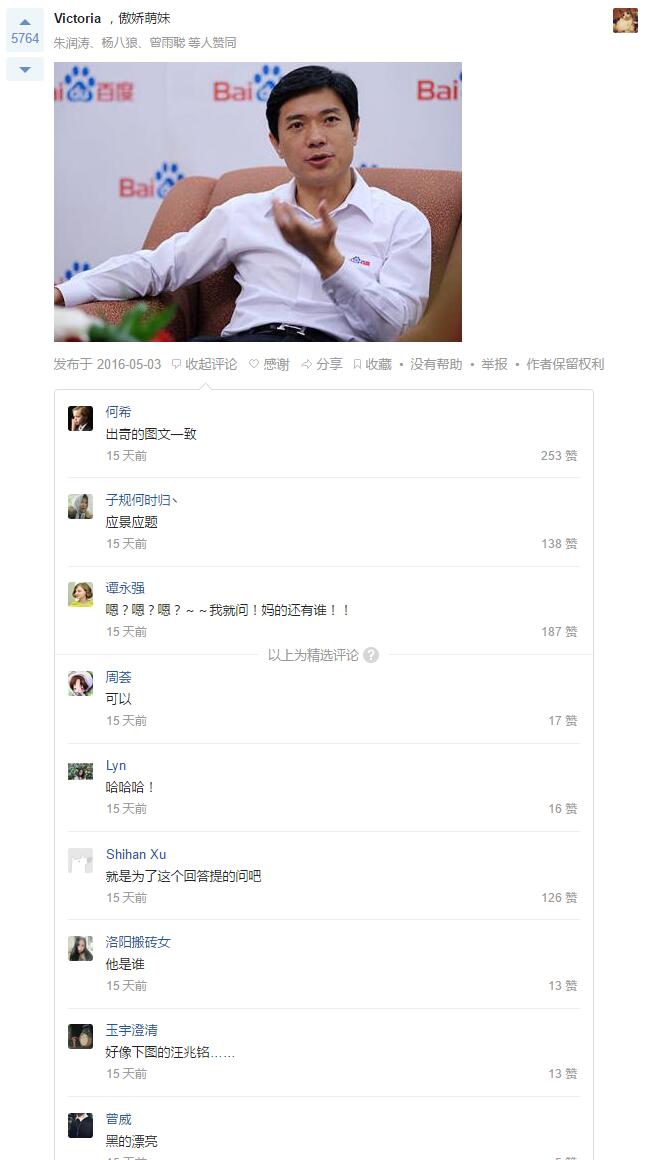 Victoria ，傲娇萌妹
5764
朱润涛、杨八狼、曾雨聪 等人赞同
百度
Bai 百度
Bai
Bai
发布于 2016-05-03 收起评论 感谢 分享 收藏 • 没有帮助 • 举报 • 作者保留权利
何希
出奇的图文一致
15 天前 253 赞
子规何时归丶
应景应题
15 天前 138 赞
谭永强
嗯？嗯？嗯？～～我就问！妈的还有谁！！
15 天前 187 赞
以上为精选评论 ?
周荟
可以
15 天前 17 赞
Lyn
哈哈哈！
15 天前 16 赞
Shihan Xu
就是为了这个回答提的问吧
15 天前 126 赞
洛阳搬砖女
他是谁
15 天前 13 赞
玉宇澄清
好像下图的汪兆铭……
15 天前 13 赞
曾威
黑的漂亮